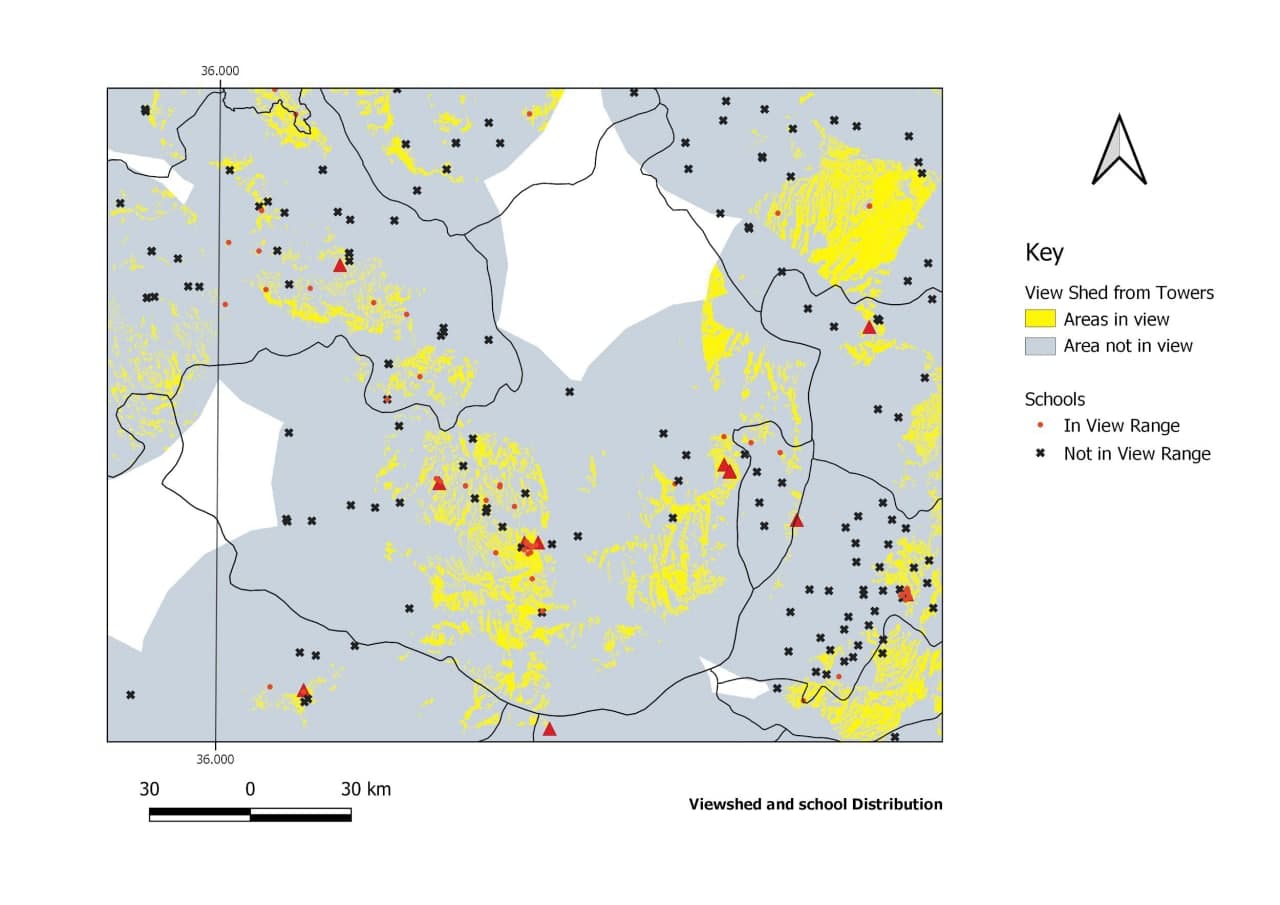 36.000
Key
View Shed from Towers
Areas in view
Area not in view
Schools
In View Range
Not in View Range
36.000
30 0 30 km
Viewshed and school Distribution